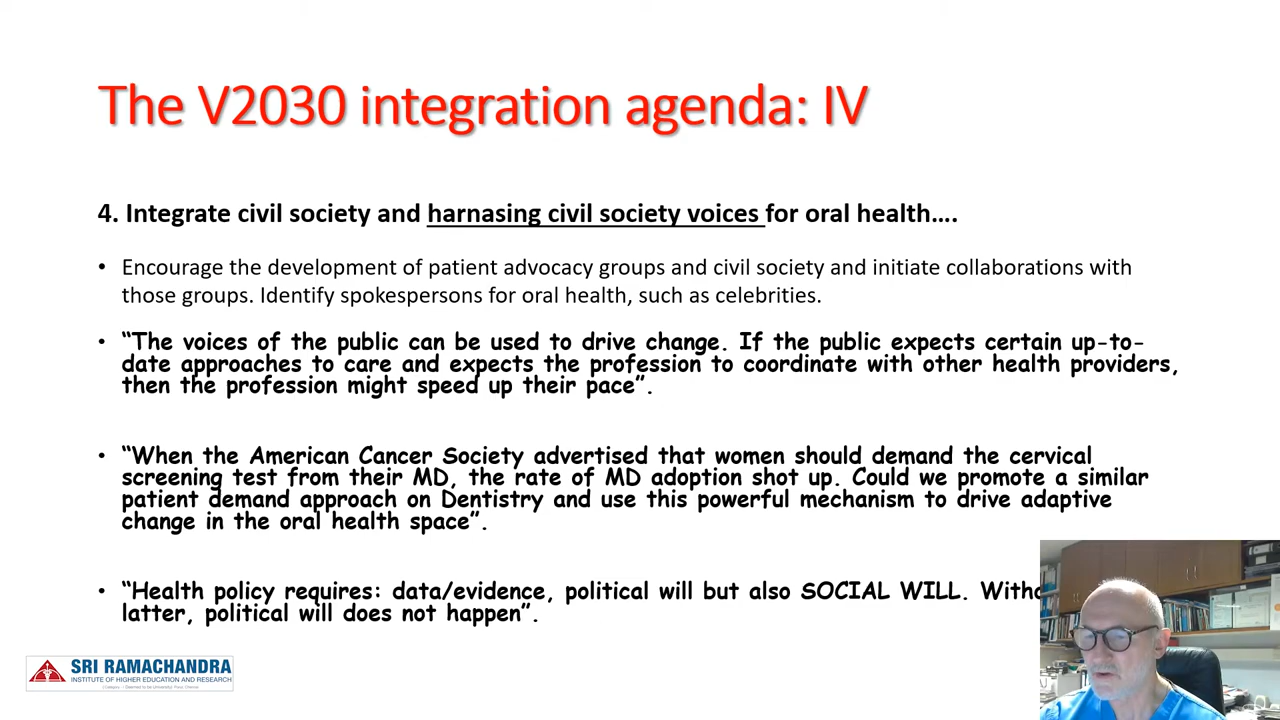 The V2030 integration agenda: IV
4. Integrate civil society and harnasing civil society voices for oral health….
• Encourage the development of patient advocacy groups and civil society and initiate collaborations with
those groups. Identify spokespersons for oral health, such as celebrities.
• “The voices of the public can be used to drive change. If the public expects certain up-to-
date approaches to care and expects the profession to coordinate with other health providers,
then the profession might speed up their pace”.
• “When the American Cancer Society advertised that women should demand the cervical
screening test from their MD, the rate of MD adoption shot up. Could we promote a similar
patient demand approach on Dentistry and use this powerful mechanism to drive adaptive
change in the oral health space”.
• “Health policy requires: data/evidence, political will but also SOCIAL WILL.
latter, political will does not happen”.
SRI RAMACHANDRA
INSTITUTE OF HIGHER EDUCATION AND RESEARCH